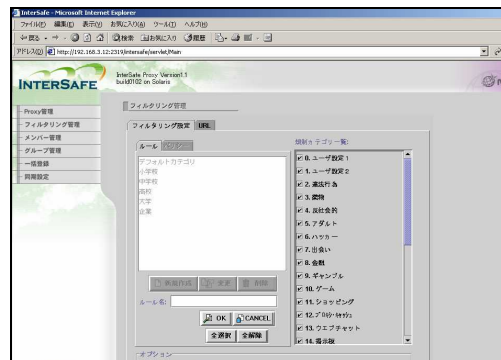 InterSafe - Microsoft Internet Explorer
ファイル(F) 編集(E) 表示(V) お気に入り(A) ツール(T) ヘルプ(H)
戻る 検索 お気に入り 履歴
アドレス(D) http://192.168.3.12:2319/intersafe/servlet/Main
INTERSAFE
InterSafe Proxy Version1.1
build0102 on Solaris
Proxy管理
フィルタリング管理
メンバー管理
グループ管理
一括登録
同期設定
フィルタリング管理
フィルタリング設定 URL
ルール
デフォルトカテゴリ
小学校
中学校
高校
大学
企業
新規作成 変更 削除
ルール名:
OK CANCEL
全選択 全解除
オプション
規制カテゴリ一覧:
0. ユーザ設定 1
1. ユーザ設定 2
2. 違法行為
3. 薬物
4. 反社会的
5. アダルト
6. ハッカー
7. 出会い
8. 金融
9. ギャンブル
10. ゲーム
11. ショッピング
12. プロキシ・キャッシュ
13. ウエブチャット
14. 掲示板